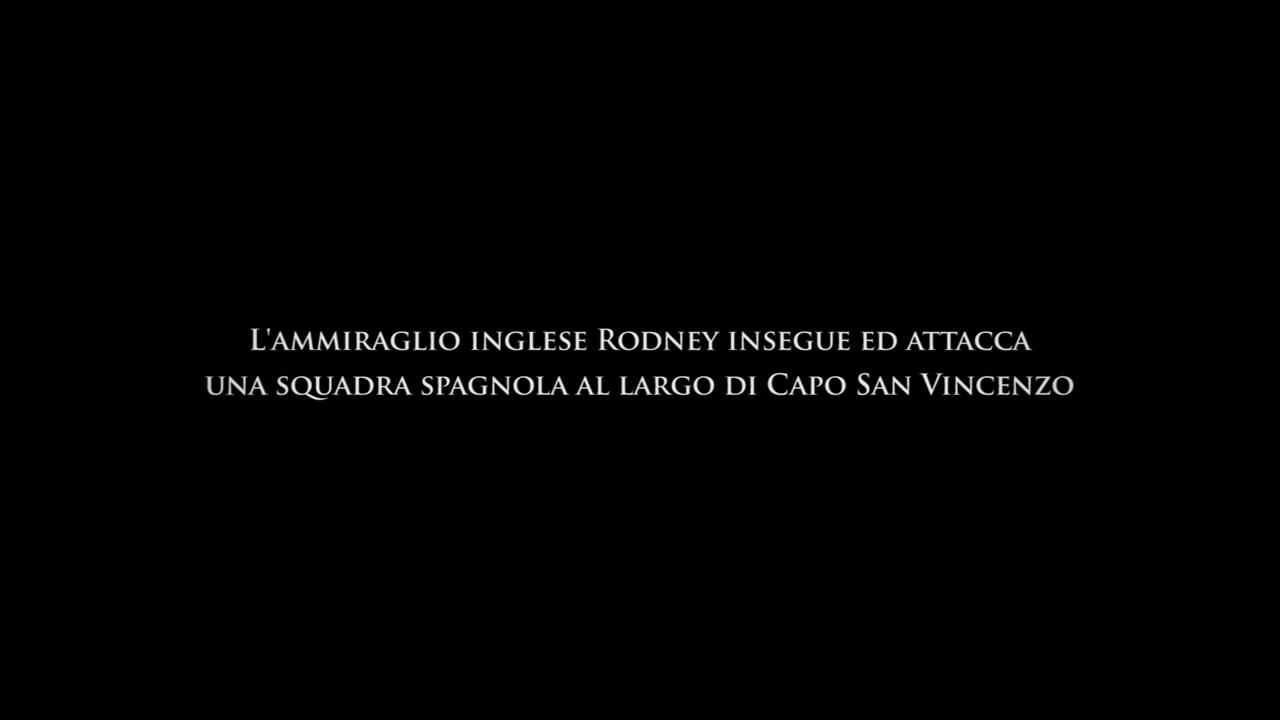 L'ammiraglio inglese Rodney insegue ed attacca
una squadra spagnola al largo di Capo San Vincenzo